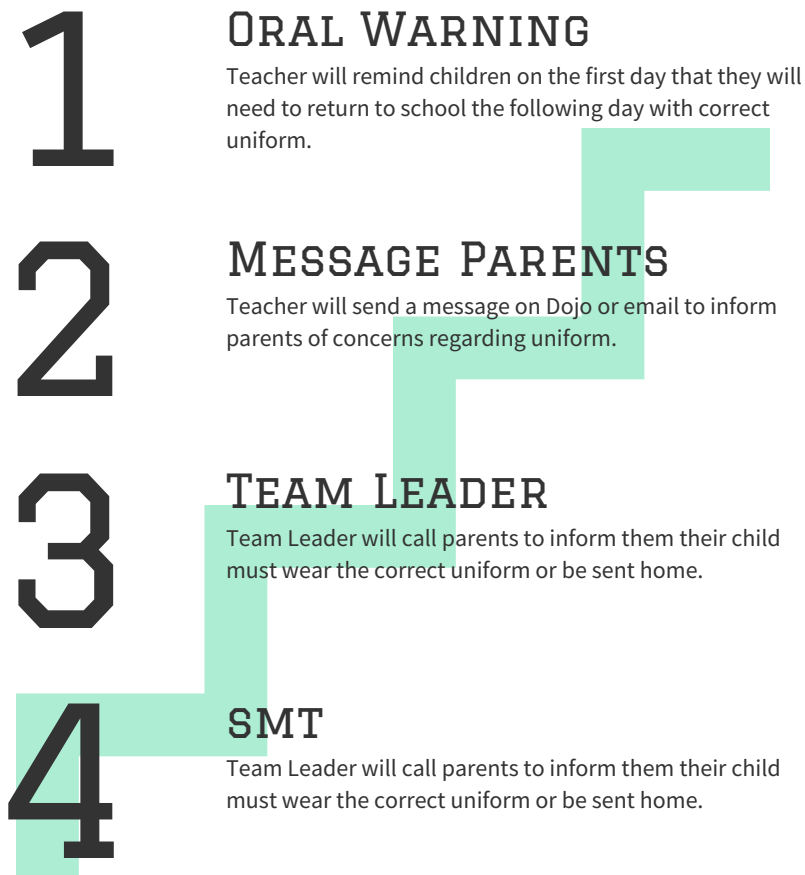 1
Oral Warning
Teacher will remind children on the first day that they will
need to return to school the following day with correct
uniform.
2
Message Parents
Teacher will send a message on Dojo or email to inform
parents of concerns regarding uniform.
3
Team Leader
Team Leader will call parents to inform them their child
must wear the correct uniform or be sent home.
4
SMT
Team Leader will call parents to inform them their child
must wear the correct uniform or be sent home.